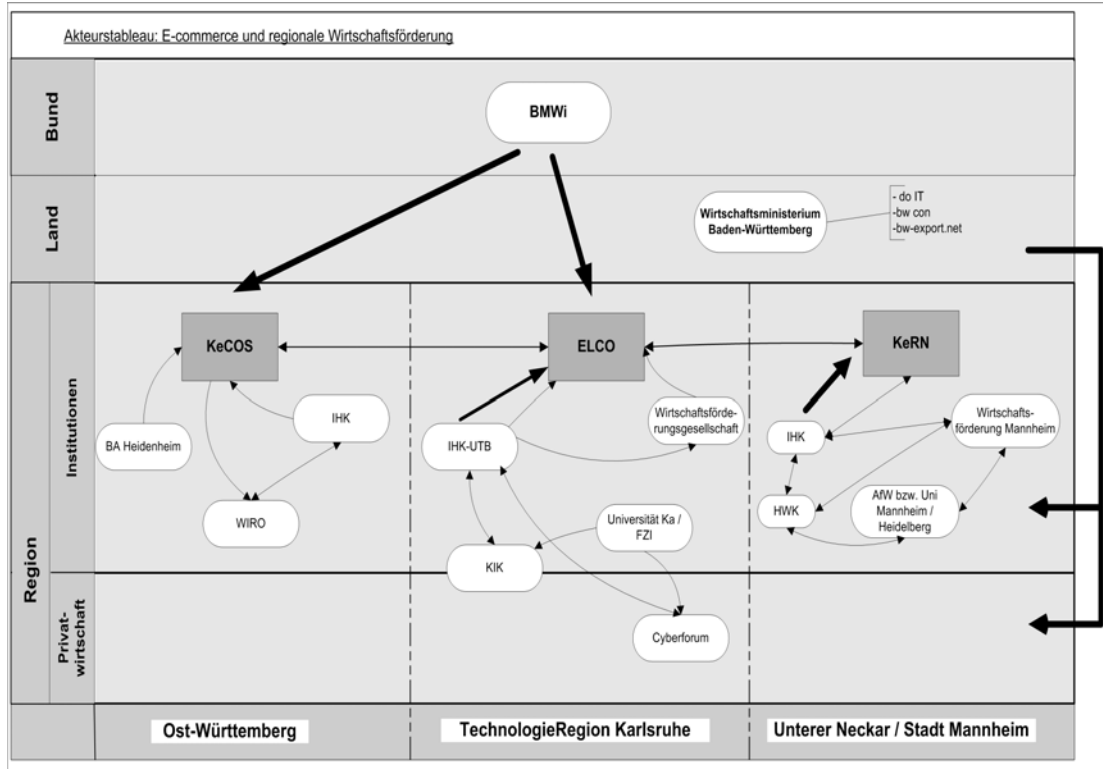 Akteurstableau: E-commerce und regionale Wirtschaftsförderung
Bund
BMWi
Land
Wirtschaftsministerium
Baden-Württemberg
- do IT
-bw con
-bw-export.net
Region
Institutionen
KeCOS
ELCO
KeRN
BA Heidenheim
IHK
WIRO
IHK-UTB
Wirtschaftsförde-
rungsgesellschaft
KIK
Universität Ka /
FZI
IHK
Wirtschafts-
förderung Mannheim
HWK
AfW bzw. Uni
Mannheim /
Heidelberg
Privat-
wirtschaft
Cyberforum
Ost-Württemberg
TechnologieRegion Karlsruhe
Unterer Neckar / Stadt Mannheim